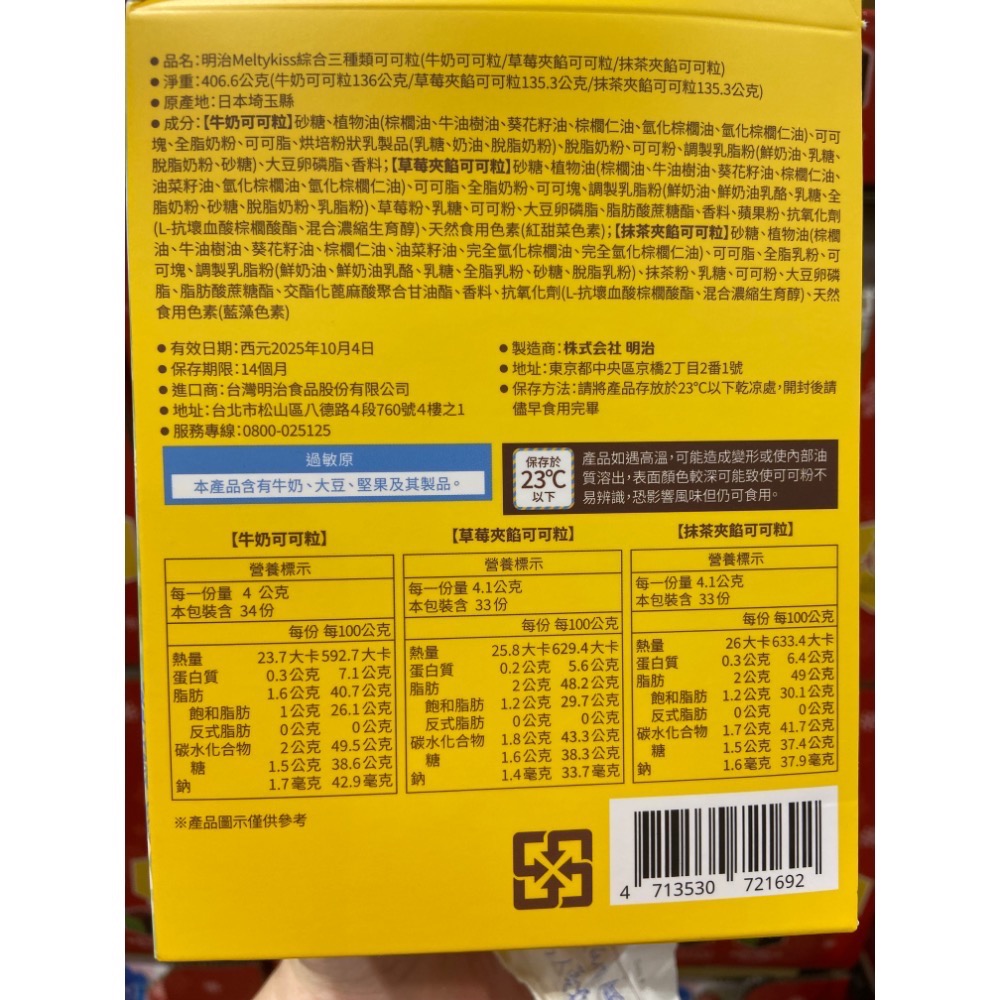 ●品名:明治Meltykiss綜合三種類可可粒(牛奶可可粒/草莓夾餡可可粒/抹茶夾餡可可粒)
●淨重:406.6公克(牛奶可可粒136公克/草莓夾餡可可粒135.3公克/抹茶夾餡可可粒135.3公克)
●原產地:日本埼玉縣
●成分:【牛奶可可粒】砂糖、植物油(棕櫚油、牛油樹油、葵花籽油、棕櫚仁油、氫化棕櫚油、氫化棕櫚仁油)、可可
塊、全脂奶粉、可可脂、烘培粉狀乳製品(乳糖、奶油、脫脂奶粉)、脫脂奶粉、可可粉、調製乳脂粉(鮮奶油、乳糖、
脫脂奶粉、砂糖)、大豆卵磷脂、香料;【草莓夾餡可可粒】砂糖、植物油(棕櫚油、牛油樹油、葵花籽油、棕櫚仁油、
油菜籽油、氫化棕櫚油、氫化棕櫚仁油)、可可脂、全脂奶粉、可可塊、調製乳脂粉(鮮奶油、鮮奶油乳酪、乳糖、全
脂奶粉、砂糖、脫脂奶粉、乳脂粉)、草莓粉、乳糖、可可粉、大豆卵磷脂、脂肪酸蔗糖酯、香料、蘋果粉、抗氧化劑
(L-抗壞血酸棕櫚酸酯、混合濃縮生育醇)、天然食用色素(紅甜菜色素);【抹茶夾餡可可粒】砂糖、植物油(棕櫚
油、牛油樹油、葵花籽油、棕櫚仁油、油菜籽油、完全氫化棕櫚油、完全氫化棕櫚仁油)、可可脂、全脂乳粉、可
可塊、調製乳脂粉(鮮奶油、鮮奶油乳酪、乳糖、全脂乳粉、砂糖、脫脂乳粉)、抹茶粉、乳糖、可可粉、大豆卵磷
脂、脂肪酸蔗糖酯、交酯化蓖麻酸聚合甘油酯、香料、抗氧化劑(L-抗壞血酸棕櫚酸酯、混合濃縮生育醇)、天然
食用色素(藍藻色素)
●有效日期:西元2025年10月4日
●保存期限:14個月
●進口商:台灣明治食品股份有限公司
●地址:台北市松山區八德路4段760號4樓之1
●服務專線:0800-025125
●製造商:株式会社 明治
●地址:東京都中央区京橋2丁目2番1號
●保存方法:請將產品存放於23℃以下乾涼處,開封後請
儘早食用完畢
過敏原
本產品含有牛奶、大豆、堅果及其製品。
保存於
23℃
以下
產品如遇高溫,可能造成變形或使內部油
質溶出,表面顏色較深可能致使可可粉不
易辨識,恐影響風味但仍可食用。
【牛奶可可粒】
營養標示
每一份量 4 公克
本包裝含 34份
每份 每100公克
熱量 23.7大卡 592.7大卡
蛋白質 0.3公克 7.1公克
脂肪 1.6公克 40.7公克
飽和脂肪 1公克 26.1公克
反式脂肪 0公克 0公克
碳水化合物 2公克 49.5公克
糖 1.5公克 38.6公克
鈉 1.7毫克 42.9毫克
【草莓夾餡可可粒】
營養標示
每一份量 4.1公克
本包裝含 33份
每份 每100公克
熱量 25.8大卡 629.4大卡
蛋白質 0.2公克 5.6公克
脂肪 2公克 48.2公克
飽和脂肪 1.2公克 29.7公克
反式脂肪 0公克 0公克
碳水化合物 1.8公克 43.3公克
糖 1.6公克 38.3公克
鈉 1.4毫克 33.7毫克
【抹茶夾餡可可粒】
營養標示
每一份量 4.1公克
本包裝含 33份
每份 每100公克
熱量 26大卡 633.4大卡
蛋白質 0.3公克 6.4公克
脂肪 2公克 49公克
飽和脂肪 1.2公克 30.1公克
反式脂肪 0公克 0公克
碳水化合物 1.7公克 41.7公克
糖 1.5公克 37.4公克
鈉 1.6毫克 37.9毫克
※產品圖示僅供參考
4 713530 721692